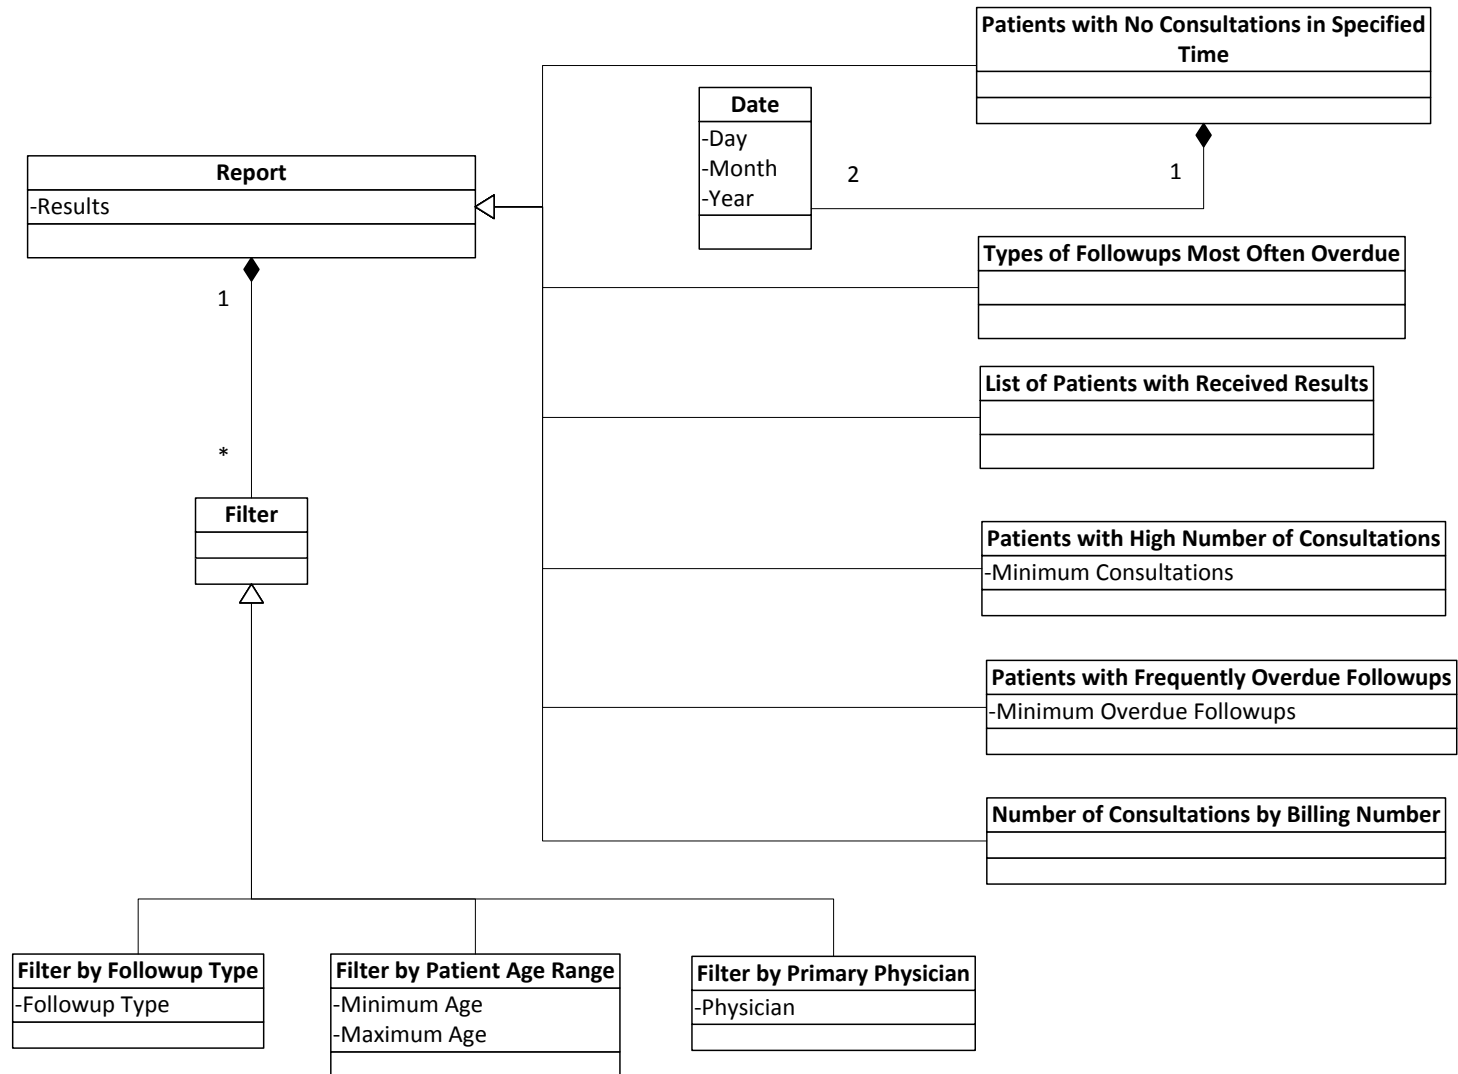 Patients with No Consultations in Specified
Time
Date
-Day
-Month
-Year
2
1
Report
-Results
1
*
Types of Followups Most Often Overdue
List of Patients with Received Results
Filter
Patients with High Number of Consultations
-Minimum Consultations
Patients with Frequently Overdue Followups
-Minimum Overdue Followups
Number of Consultations by Billing Number
Filter by Followup Type
-Followup Type
Filter by Patient Age Range
-Minimum Age
-Maximum Age
Filter by Primary Physician
-Physician